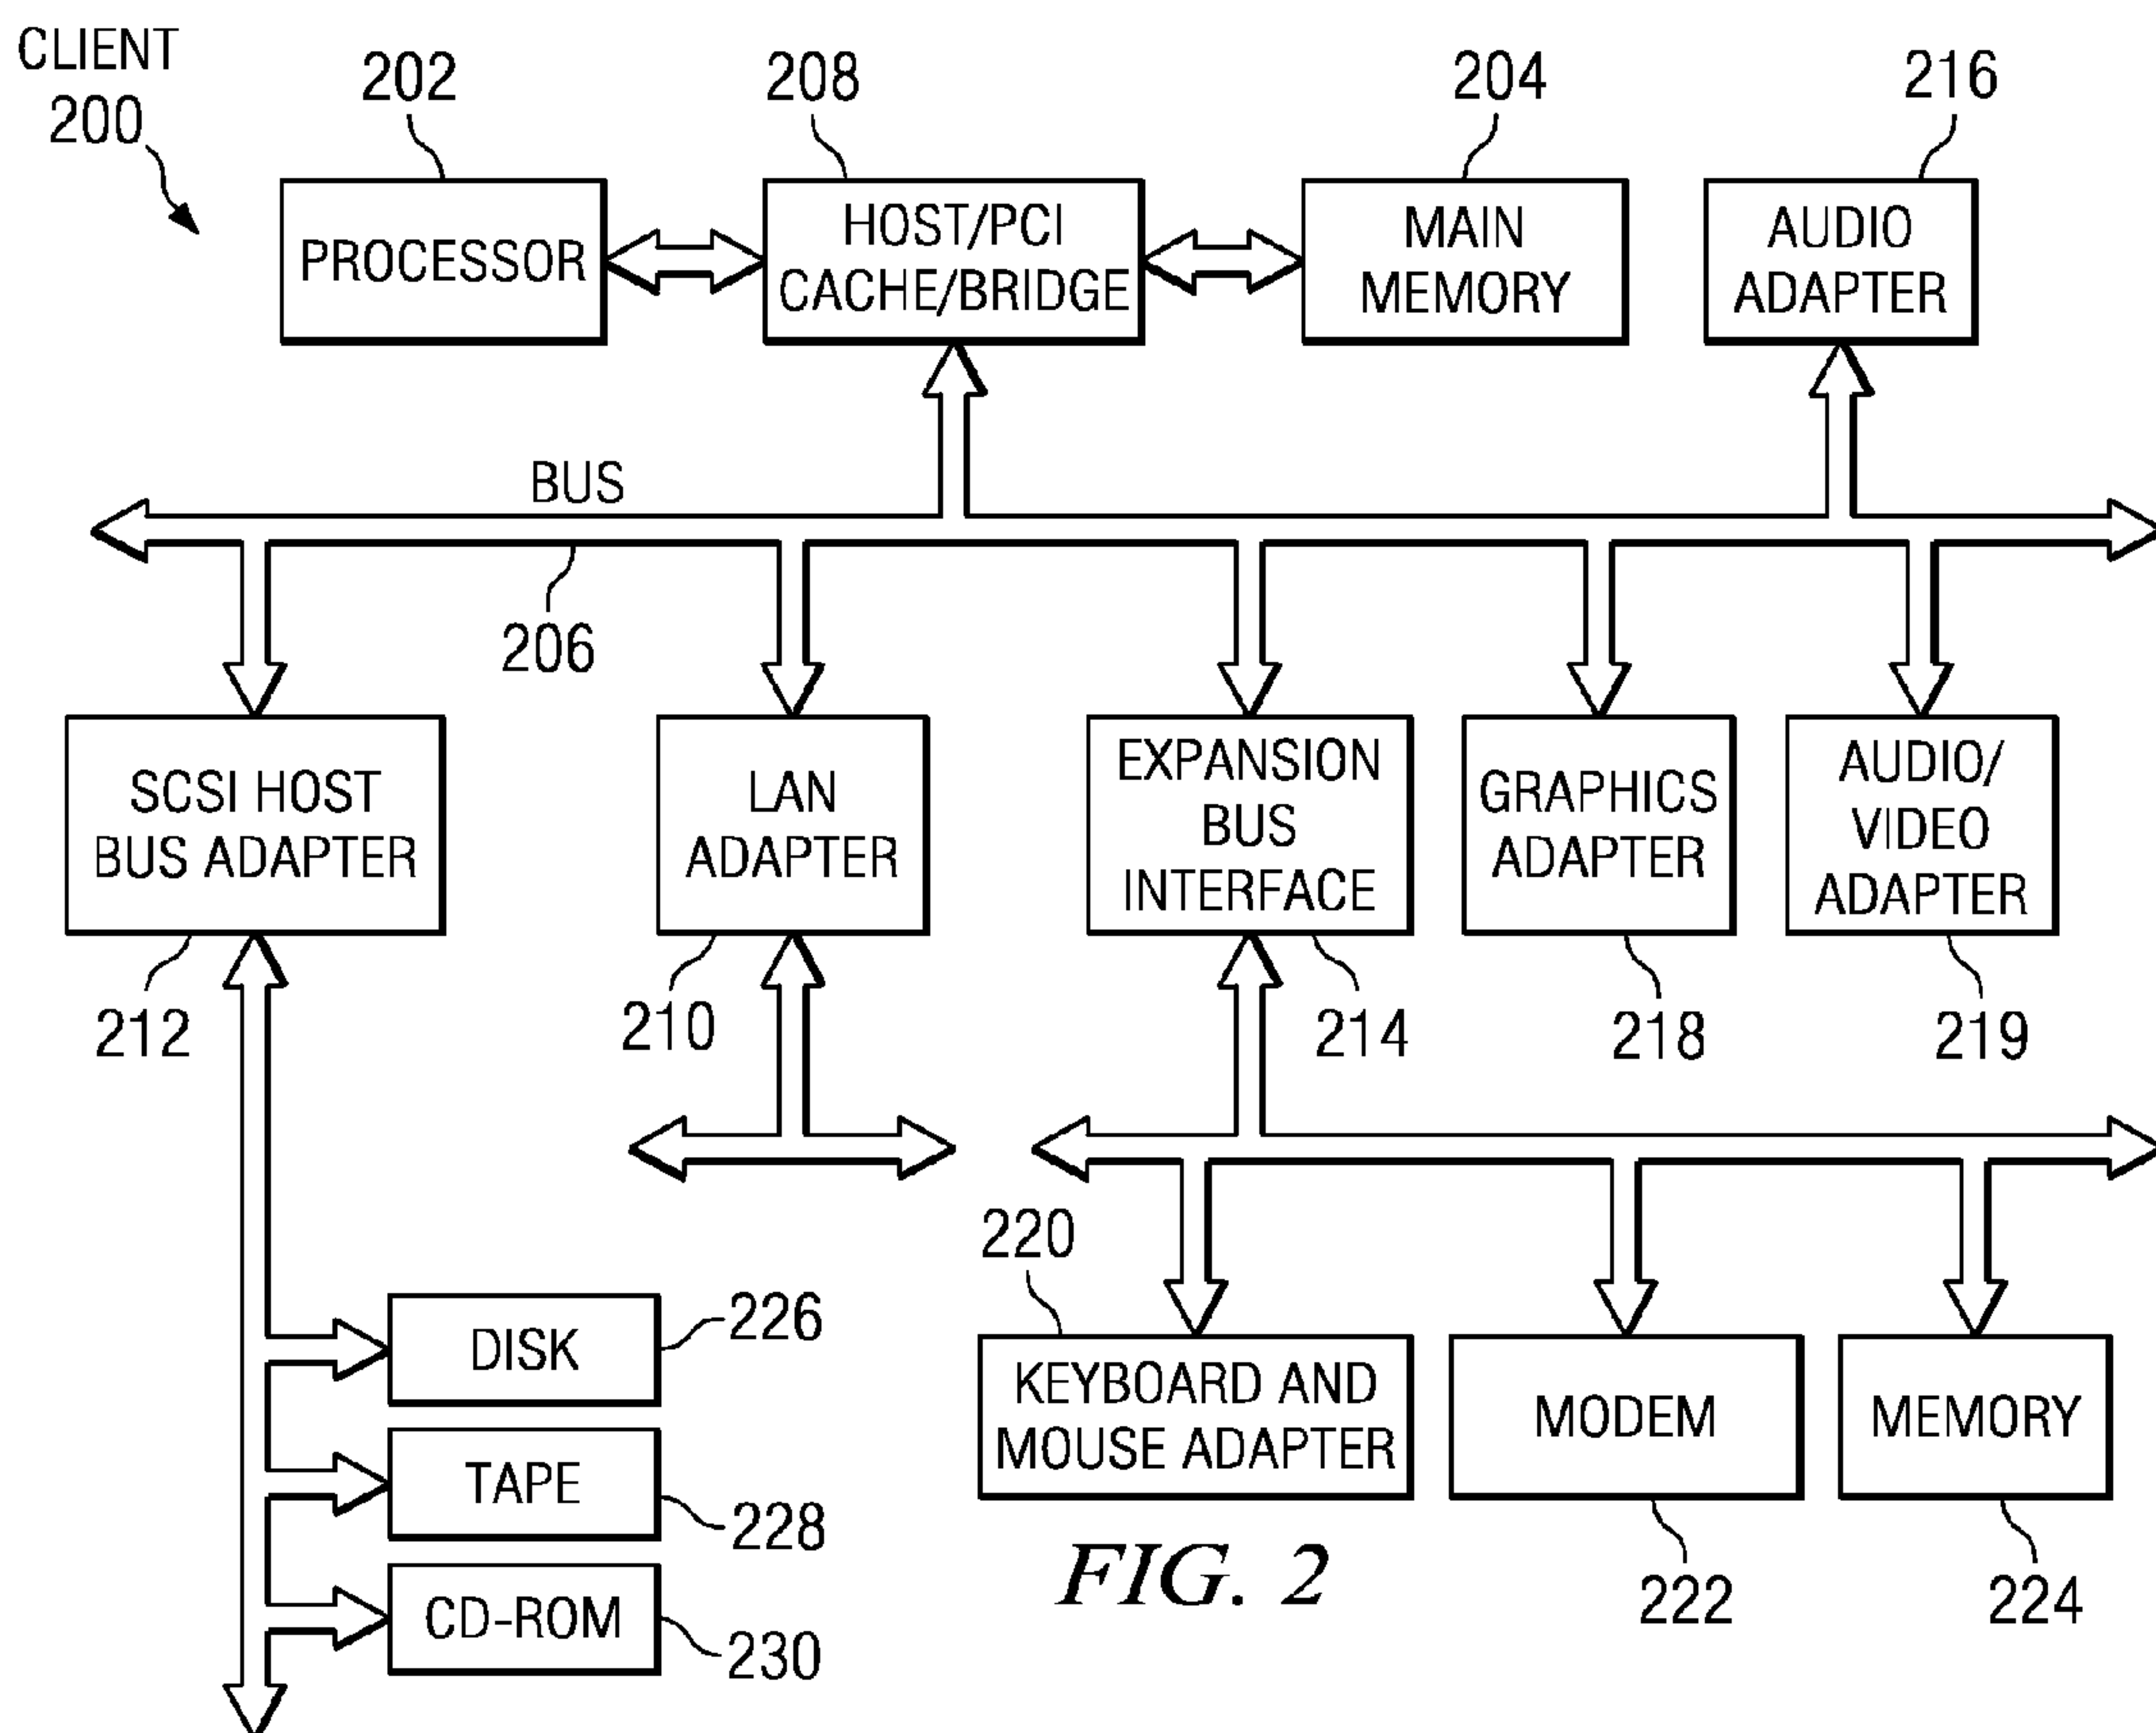 CLIENT
200
202
208
204
216
PROCESSOR
HOST/PCI
CACHE/BRIDGE
MAIN
MEMORY
AUDIO
ADAPTER
BUS
206
SCSI HOST
BUS ADAPTER
LAN
ADAPTER
EXPANSION
BUS
INTERFACE
GRAPHICS
ADAPTER
AUDIO/
VIDEO
ADAPTER
212
210
214
218
219
220
DISK
226
TAPE
228
CD-ROM
230
KEYBOARD AND
MOUSE ADAPTER
MODEM
MEMORY
222
224
FIG. 2